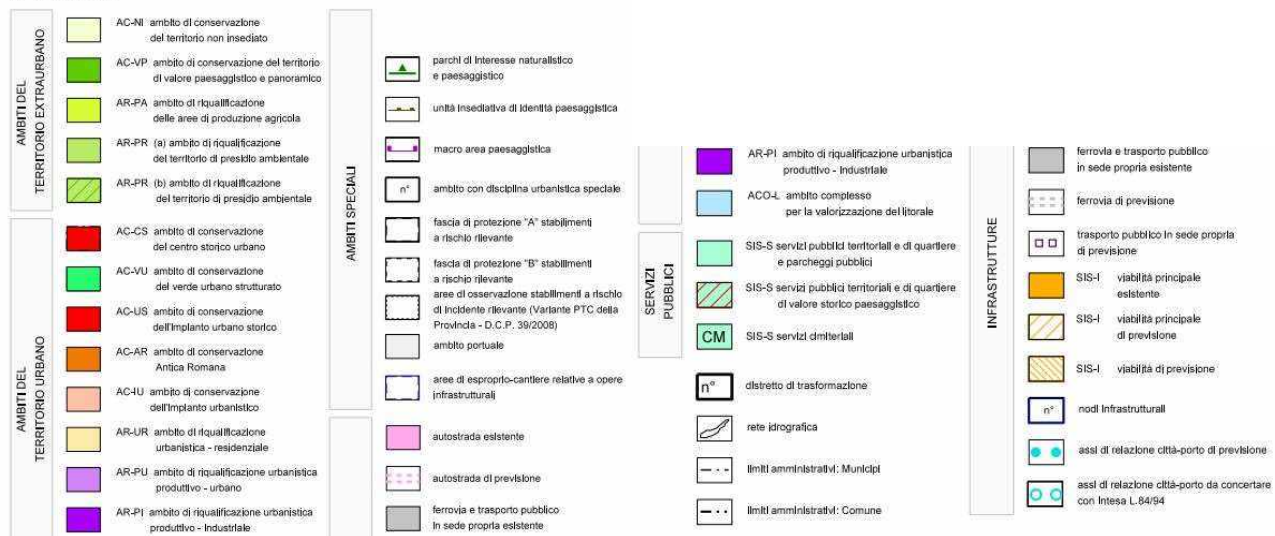 AMBITI DEL
TERRITORIO EXTRAURBANO
AC-NI ambito di conservazione
del territorio non insediato
AC-VP ambito di conservazione del territorio
di valore paesaggistico e panoramico
AR-PA ambito di riqualificazione
delle aree di produzione agricola
AR-PR (a) ambito di riqualificazione
del territorio di presidio ambientale
AR-PR (b) ambito di riqualificazione
del territorio di presidio ambientale
AMBITI DEL
TERRITORIO URBANO
AC-CS ambito di conservazione
del centro storico urbano
AC-VU ambito di conservazione
del verde urbano strutturato
AC-US ambito di conservazione
dell'impianto urbano storico
AC-AR ambito di conservazione
Antica Romana
AC-IU ambito di conservazione
dell'impianto urbanistico
AR-UR ambito di riqualificazione
urbanistica - residenziale
AR-PU ambito di riqualificazione urbanistica
produttivo - urbano
AR-PI ambito di riqualificazione urbanistica
produttivo - industriale
AMBITI SPECIALI
parchi di interesse naturalistico
e paesaggistico
unità insediativa di identità paesaggistica
macro area paesaggistica
n°
ambito con disciplina urbanistica speciale
fascia di protezione "A" stabilimenti
a rischio rilevante
fascia di protezione "B" stabilimenti
a rischio rilevante
aree di osservazione stabilimenti a rischio
di incidente rilevante (Variante PTC della
Provincia - D.C.P. 39/2008)
ambito portuale
aree di esproprio-cantiere relative a opere
infrastrutturali
autostrada esistente
autostrada di previsione
ferrovia e trasporto pubblico
in sede propria esistente
AR-PI ambito di riqualificazione urbanistica
produttivo - industriale
ACO-L ambito complesso
per la valorizzazione del litorale
SERVIZI
PUBBLICI
SIS-S servizi pubblici territoriali e di quartiere
e parcheggi pubblici
SIS-S servizi pubblici territoriali e di quartiere
di valore storico paesaggistico
CM
SIS-S servizi cimiteriali
n°
distretto di trasformazione
rete idrografica
limiti amministrativi: Municipi
limiti amministrativi: Comune
INFRASTRUTTURE
ferrovia e trasporto pubblico
in sede propria esistente
ferrovia di previsione
trasporto pubblico in sede propria
di previsione
SIS-I viabilità principale
esistente
SIS-I viabilità principale
di previsione
SIS-I viabilità di previsione
n°
nodi infrastrutturali
assi di relazione città-porto di previsione
assi di relazione città-porto da concertare
con Intesa L.84/94